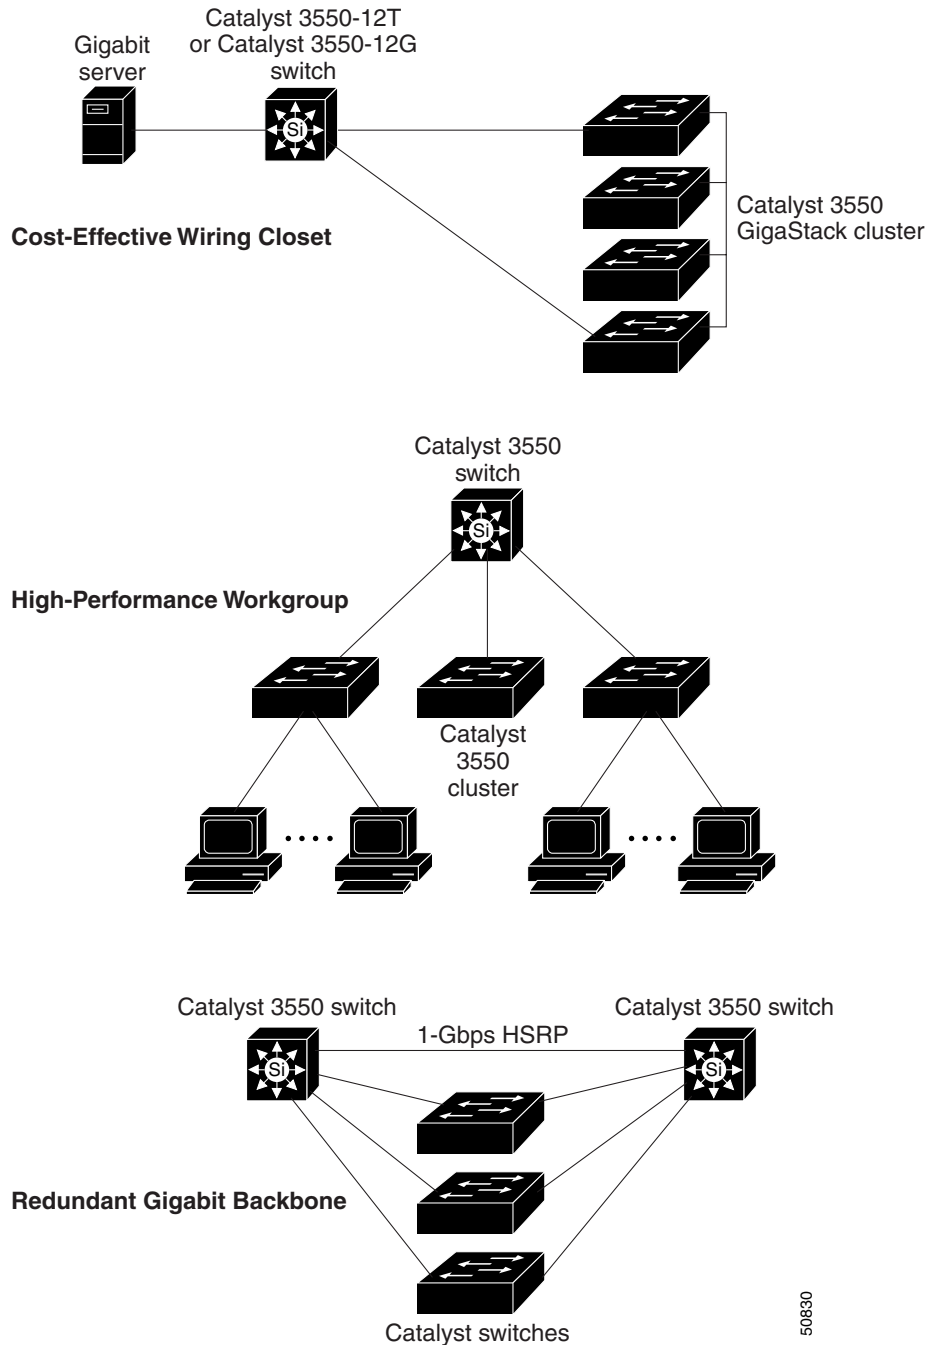 Catalyst 3550-12T
or Catalyst 3550-12G
switch
Gigabit
server
Si
Catalyst 3550
GigaStack cluster
Cost-Effective Wiring Closet
Catalyst 3550
switch
Si
High-Performance Workgroup
Catalyst
3550
cluster
Catalyst 3550 switch
Catalyst 3550 switch
1-Gbps HSRP
Si
Si
Redundant Gigabit Backbone
Catalyst switches
50830